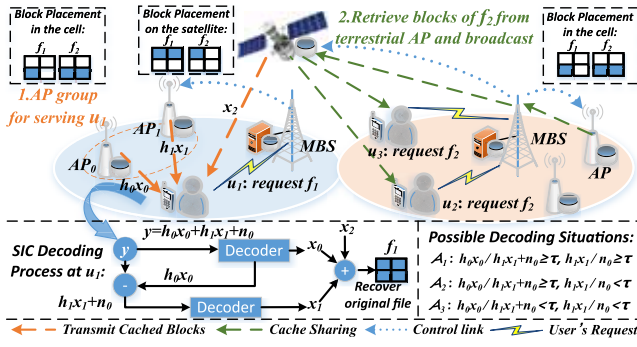 Block Placement
in the cell:
f₁ f₂
Block Placement
on the satellite:
f₁ f₂
2.Retrieve blocks of f₂ from
terrestrial AP and broadcast
Block Placement
in the cell:
f₁ f₂
1.AP group
for serving u₁
AP₁
AP₀
h₁x₁
h₀x₀
x₂
MBS
u₁: request f₁
u₃: request f₂
u₂: request f₂
MBS
AP
y=h₀x₀+h₁x₁+n₀
SIC Decoding
Process at u₁:
y
Decoder
x₀
x₂
f₁
h₀x₀
-
+
Recover
original file
h₁x₁+n₀
Decoder
x₁
Possible Decoding Situations:
𝒜₁: h₀x₀/h₁x₁+n₀≥τ, h₁x₁/n₀≥τ
𝒜₂: h₀x₀/h₁x₁+n₀≥τ, h₁x₁/n₀<τ
𝒜₃: h₀x₀/h₁x₁+n₀<τ, h₁x₁/n₀<τ
Transmit Cached Blocks
Cache Sharing
Control link
User's Request